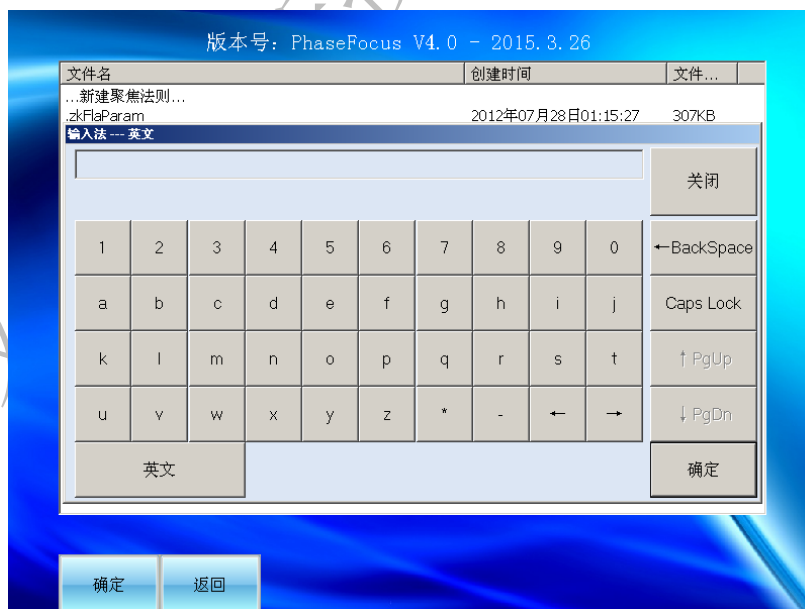 版本号: PhaseFocus V4.0 - 2015.3.26
文件名 创建时间 文件...
...新建聚焦法则...
.zkFlaParam 2012年07月28日01:15:27 307KB
输入法 --- 英文
关闭
1 2 3 4 5 6 7 8 9 0 ←BackSpace
a b c d e f g h i j Caps Lock
k l m n o p q r s t ↑ PgUp
u v w x y z * - ← → ↓ PgDn
英文 确定
确定 返回